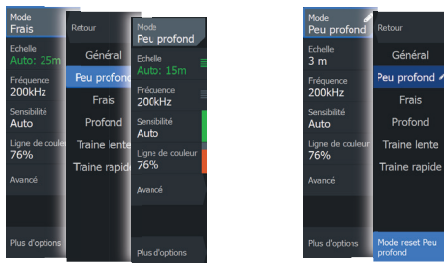 Mode
Frais
Echelle
Auto: 25m
Fréquence
200kHz
Sensibilité
Auto
Ligne de coule
76%
Avancé
Plus d'options
Retour
Général
Peu profond
Frais
Profond
Traine lente
Traine rapid
Mode
Peu profond
Echelle
Auto: 15m
Fréquence
200kHz
Sensibilité
Auto
Ligne de couleur
76%
Avancé
Plus d'options
Mode
Peu profond
Echelle
3 m
Fréquence
200kHz
Sensibilité
Auto
Ligne de couleur
76%
Avancé
Plus d'options
Retour
Général
Peu profond
Frais
Profond
Traine lente
Traine rapide
Mode reset Peu
profond